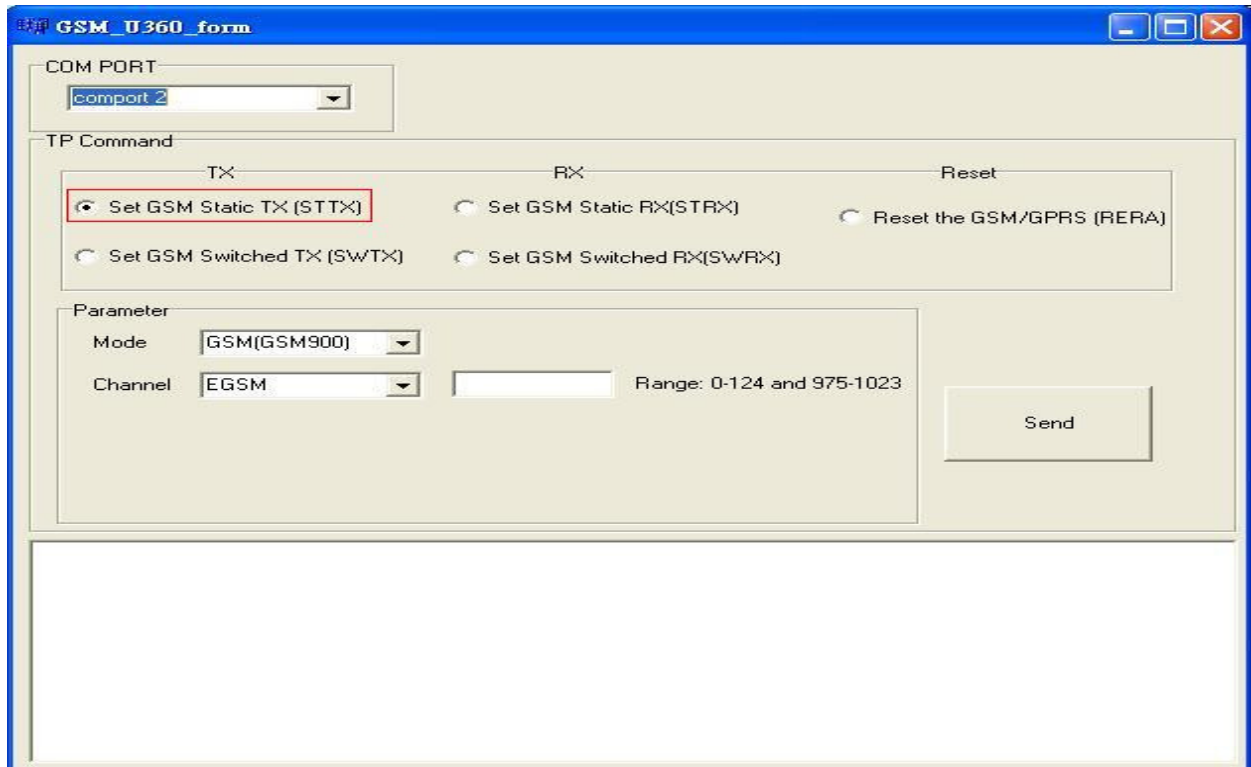 GSM_U360_form
COM PORT
comport 2
TP Command
TX
RX
Reset
Set GSM Static TX (STTX)
Set GSM Static RX(STRX)
Reset the GSM/GPRS (RERA)
Set GSM Switched TX (SWTX)
Set GSM Switched RX(SWRX)
Parameter
Mode
GSM(GSM900)
Channel
EGSM
Range: 0-124 and 975-1023
Send